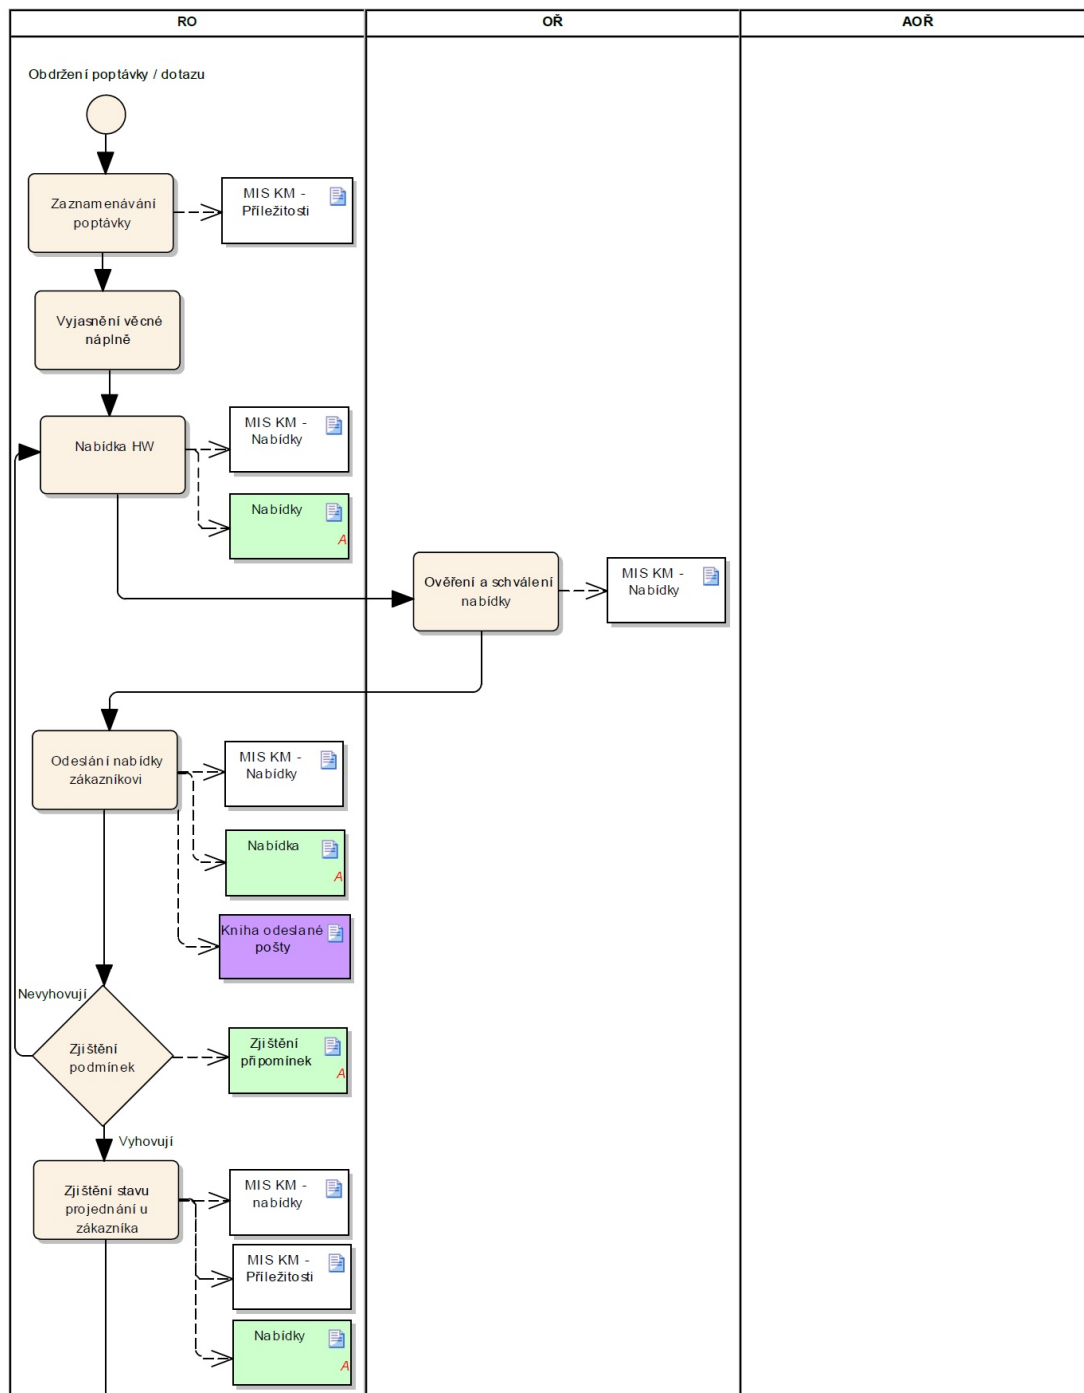 RO
OŘ
AOŘ
Obdržení poptávky / dotazu
Zaznamenávání
poptávky
MIS KM -
Příležitosti
Vyjasnění věcné
náplně
Nabídka HW
MIS KM -
Nabídky
Nabídky
A
Ověření a schválení
nabídky
MIS KM -
Nabídky
Odeslání nabídky
zákazníkovi
MIS KM -
Nabídky
Nabídka
A
Kniha odeslané
pošty
Nevyhovují
Zjištění
podmínek
Zjištění
připomínek
A
Vyhovují
Zjištění stavu
projednání u
zákazníka
MIS KM -
nabídky
MIS KM -
Příležitosti
Nabídky
A